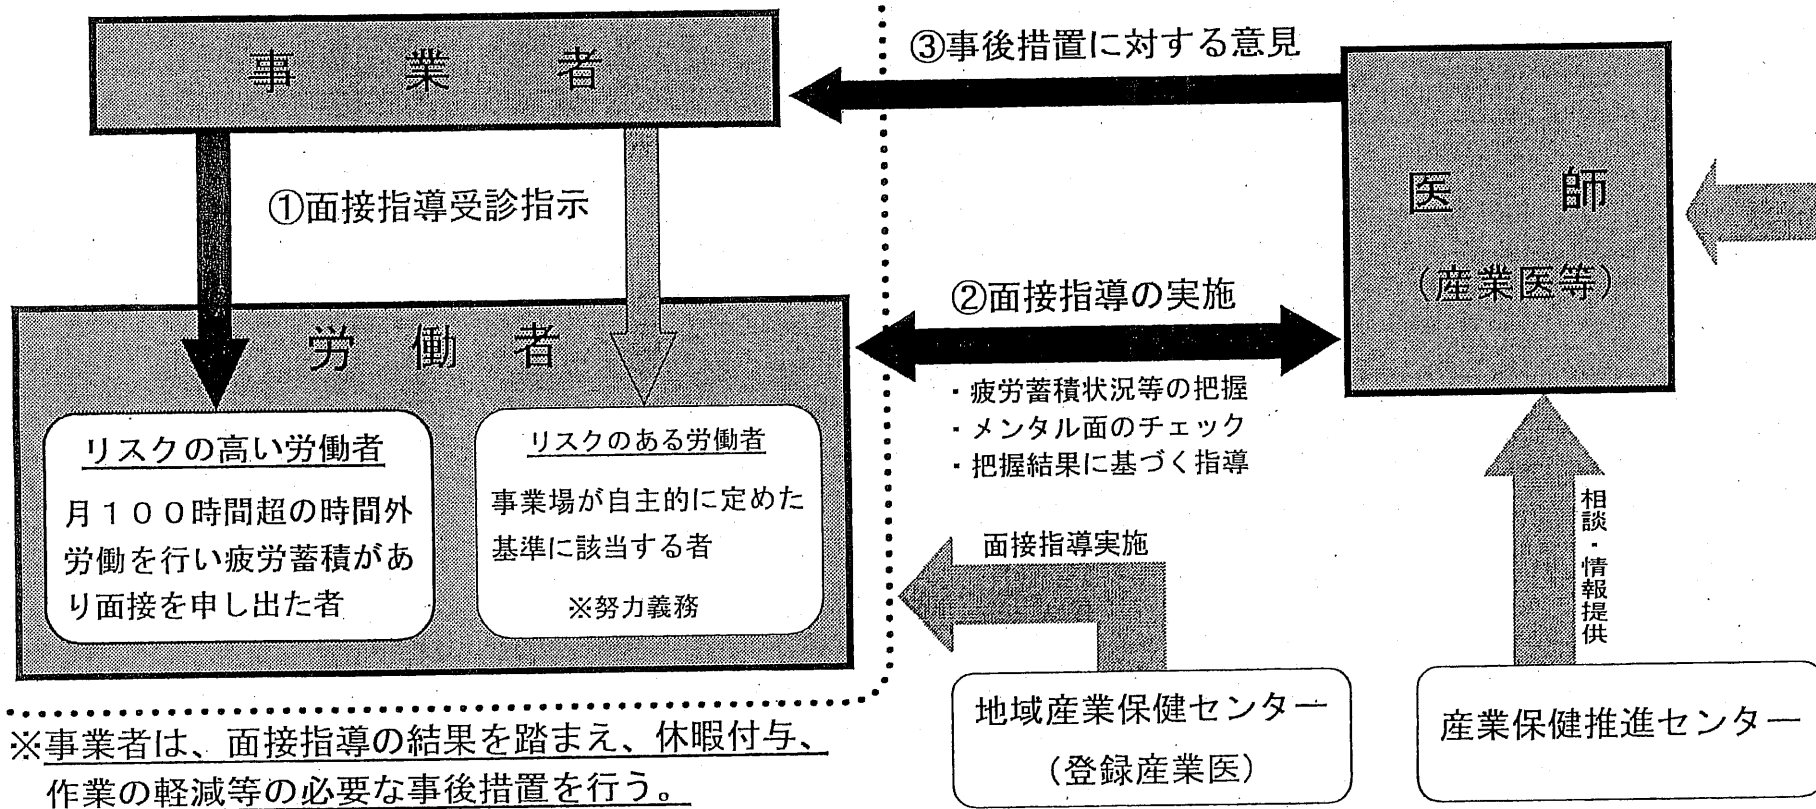 事業者
③事後措置に対する意見
①面接指導受診指示
医師
(産業医等)
②面接指導の実施
・疲労蓄積状況等の把握
・メンタル面のチェック
・把握結果に基づく指導
労働者
リスクの高い労働者
月100時間超の時間外
労働を行い疲労蓄積があ
り面接を申し出た者
リスクのある労働者
事業場が自主的に定めた
基準に該当する者
※努力義務
面接指導実施
相談・情報提供
地域産業保健センター
(登録産業医)
産業保健推進センター
※事業者は、面接指導の結果を踏まえ、休暇付与、
作業の軽減等の必要な事後措置を行う。